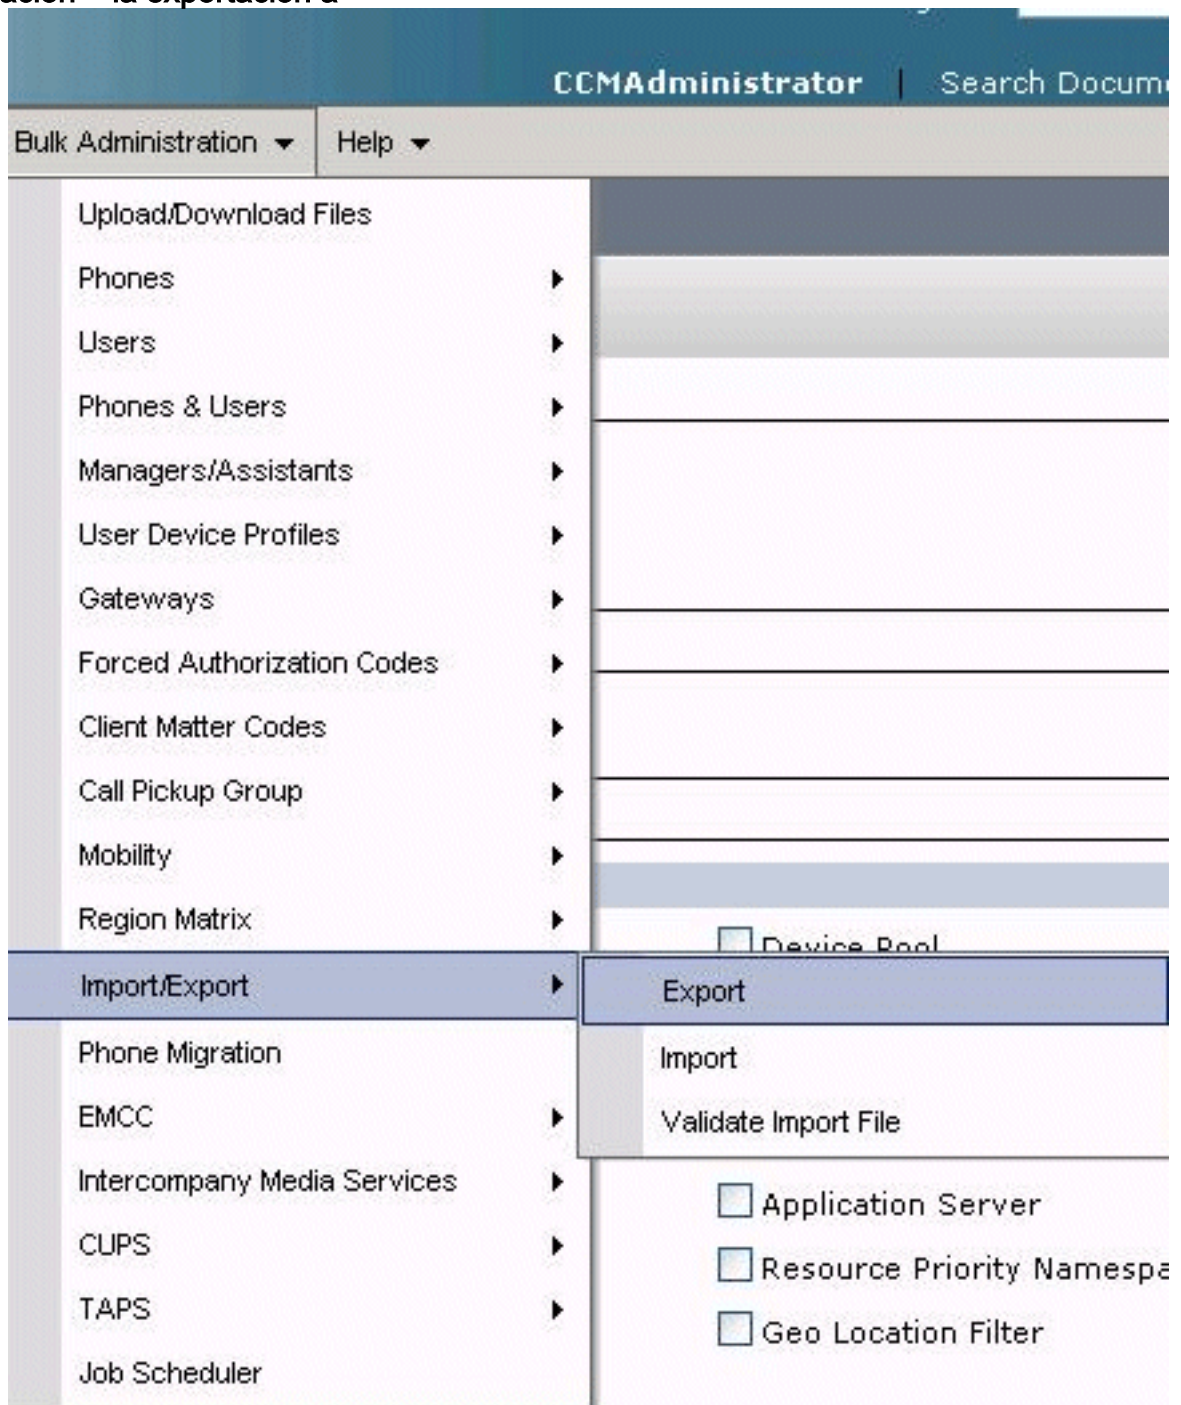 la exportación a
CCMAdministrator | Search Docum
Bulk Administration Help
Upload/Download Files
Phones
Users
Phones & Users
Managers/Assistants
User Device Profiles
Gateways
Forced Authorization Codes
Client Matter Codes
Call Pickup Group
Mobility
Region Matrix
Device Pool
Import/Export
Export
Phone Migration
Import
EMCC
Validate Import File
Intercompany Media Services
Application Server
CUPS
Resource Priority Namespa
TAPS
Geo Location Filter
Job Scheduler